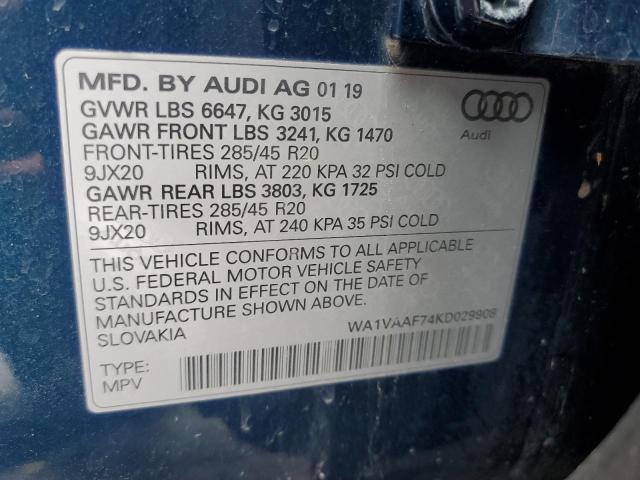 MFD. BY AUDI AG 01 19
GVWR LBS 6647, KG 3015
GAWR FRONT LBS 3241, KG 1470
FRONT-TIRES 285/45 R20
9JX20 RIMS, AT 220 KPA 32 PSI COLD
GAWR REAR LBS 3803, KG 1725
REAR-TIRES 285/45 R20
9JX20 RIMS, AT 240 KPA 35 PSI COLD
Audi
THIS VEHICLE CONFORMS TO ALL APPLICABLE
U.S. FEDERAL MOTOR VEHICLE SAFETY
STANDARDS IN EFFECT ON THE DATE OF
MANUFACTURE SHOWN ABOVE.
SLOVAKIA
WA1VAAF74KD029908
TYPE:
MPV